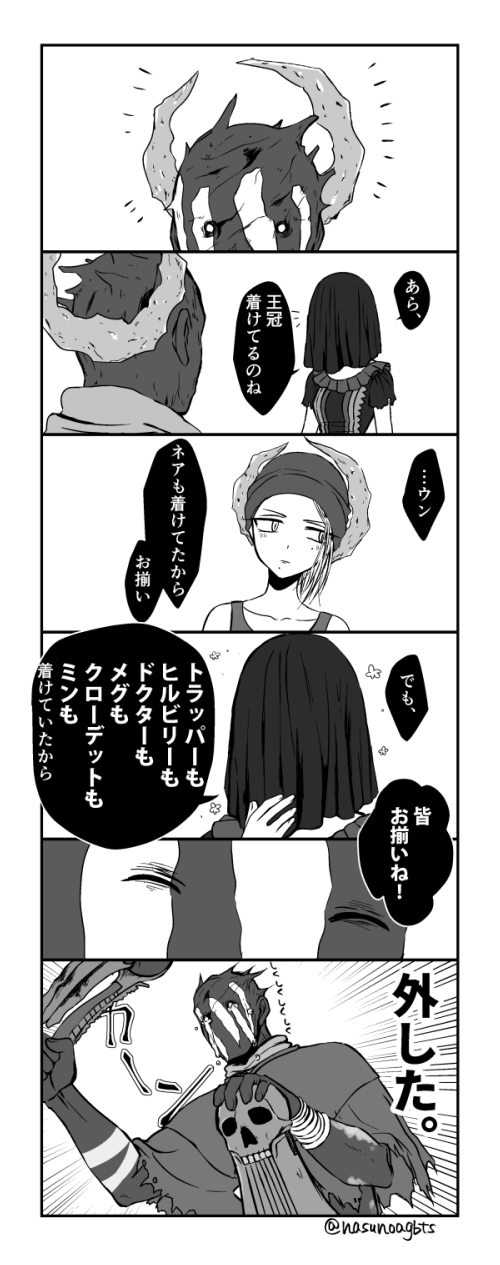 あら、
王冠
着けてるのね
…ウン
ネアも着けてたから
お揃い
でも、
トラッパーも
ヒルビリーも
ドクターも
メグも
クローデットも
ミンも
着けていたから
皆
お揃いね！
外した。
カーン
@nasunoagbts